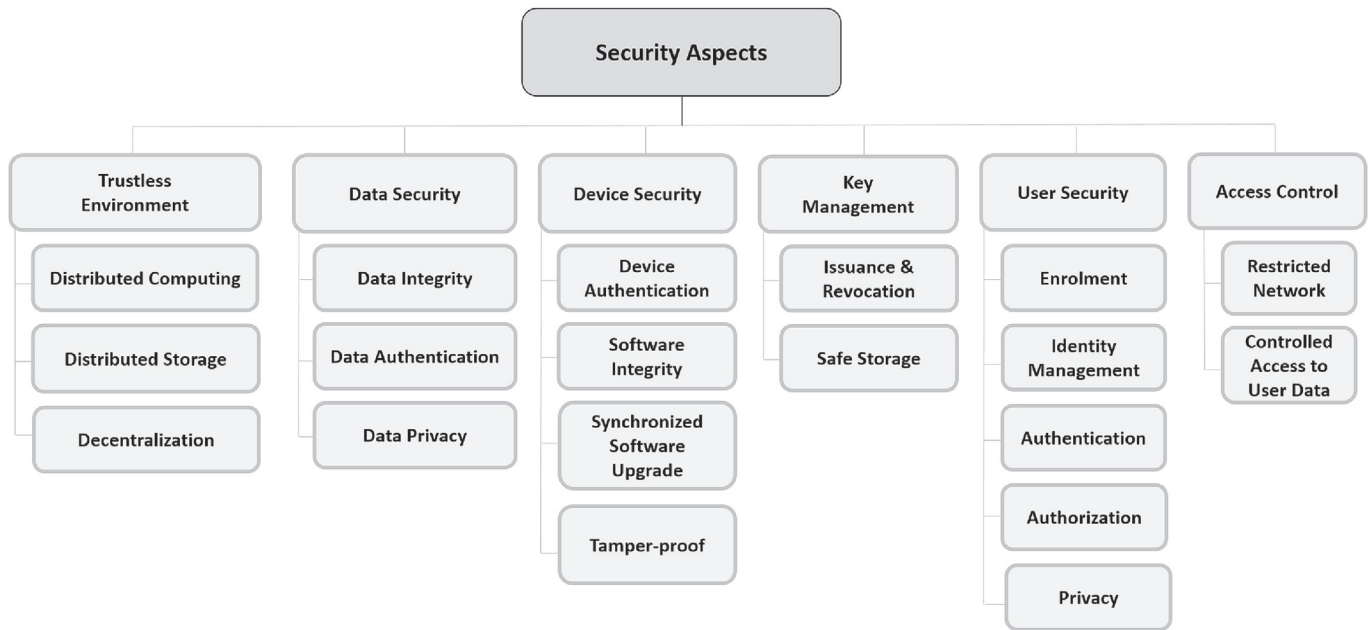 Security Aspects
Trustless
Environment
Distributed Computing
Distributed Storage
Decentralization
Data Security
Data Integrity
Data Authentication
Data Privacy
Device Security
Device
Authentication
Software
Integrity
Synchronized
Software
Upgrade
Tamper-proof
Key
Management
Issuance &
Revocation
Safe Storage
User Security
Enrolment
Identity
Management
Authentication
Authorization
Privacy
Access Control
Restricted
Network
Controlled
Access to
User Data